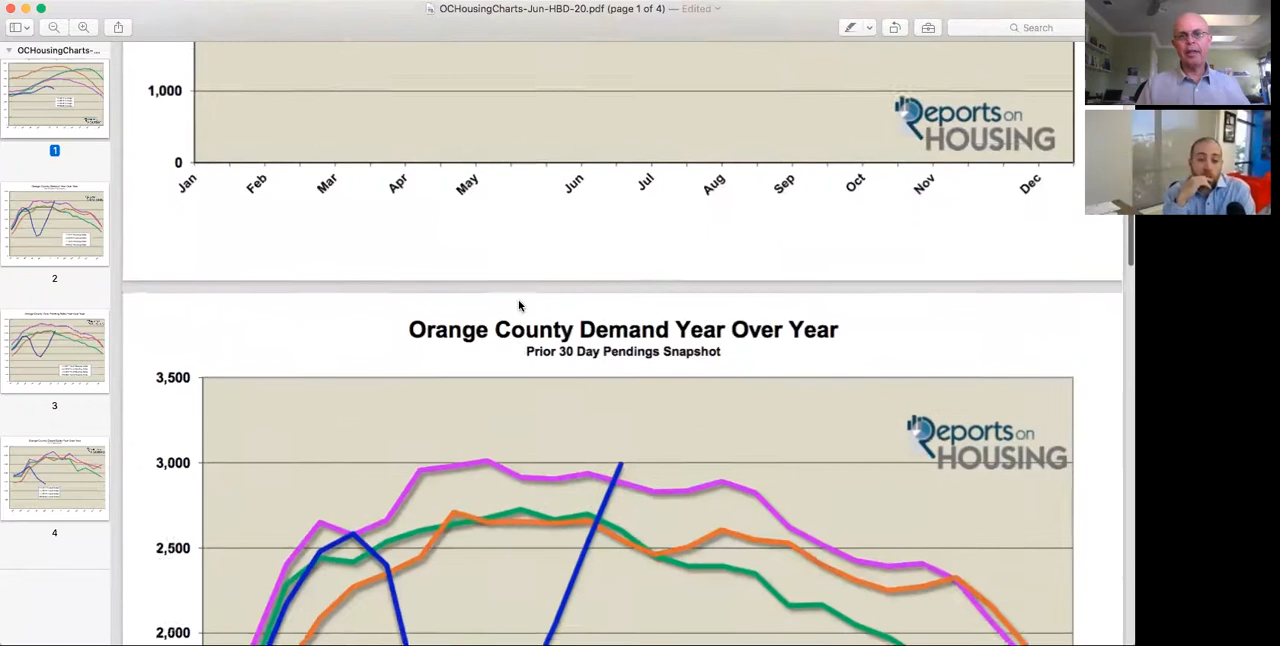 OCHousingCharts-Jun-HBD-20.pdf (page 1 of 4) — Edited
Search
OCHousingCharts-...
1
2
3
4
1,000
0
Jan
Feb
Mar
Apr
May
Jun
Jul
Aug
Sep
Oct
Nov
Dec
Reports on
HOUSING
Orange County Demand Year Over Year
Prior 30 Day Pendings Snapshot
3,500
3,000
2,500
2,000
Reports on
HOUSING